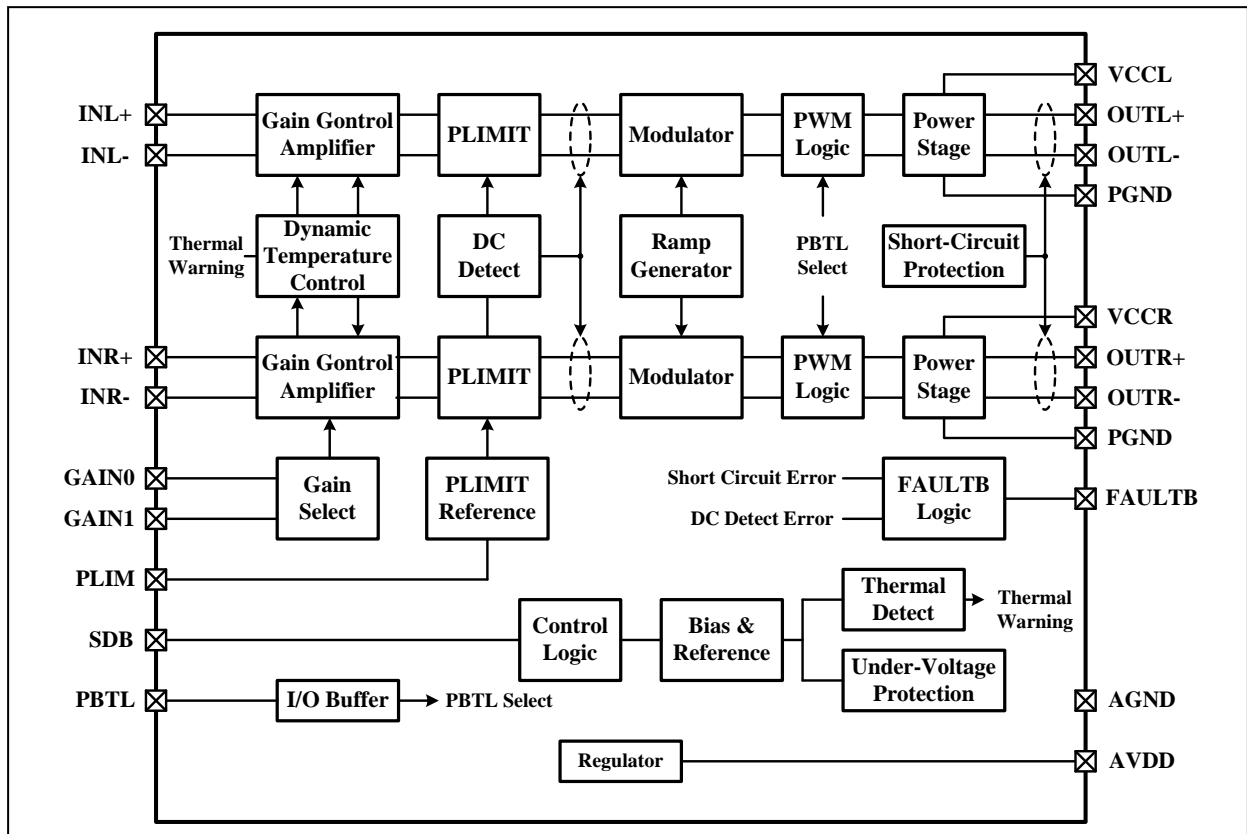 VCCL
INL+
Gain Gontrol
Amplifier
PLIMIT
Modulator
PWM
Logic
Power
Stage
OUTL+
INL-
OUTL-
PGND
Thermal
Warning
Dynamic
Temperature
Control
DC
Detect
Ramp
Generator
PBTL
Select
Short-Circuit
Protection
VCCR
INR+
Gain Gontrol
Amplifier
PLIMIT
Modulator
PWM
Logic
Power
Stage
OUTR+
INR-
OUTR-
PGND
GAIN0
GAIN1
Gain
Select
PLIMIT
Reference
Short Circuit Error
DC Detect Error
FAULTB
Logic
FAULTB
PLIM
SDB
Control
Logic
Bias &
Reference
Thermal
Detect
Thermal
Warning
Under-Voltage
Protection
PBTL
I/O Buffer
PBTL Select
AGND
Regulator
AVDD